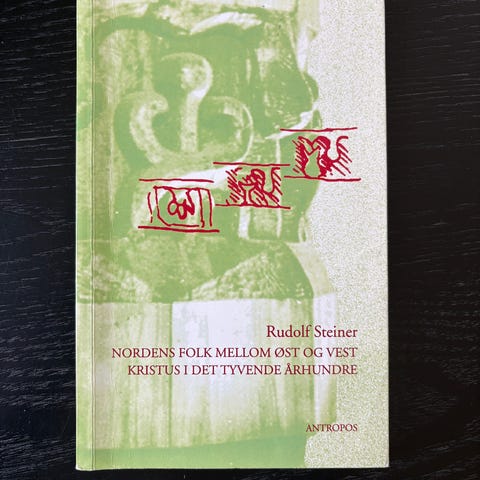 Rudolf Steiner
NORDENS FOLK MELLOM ØST OG VEST
KRISTUS I DET TYVENDE ÅRHUNDRE
ANTROPOS